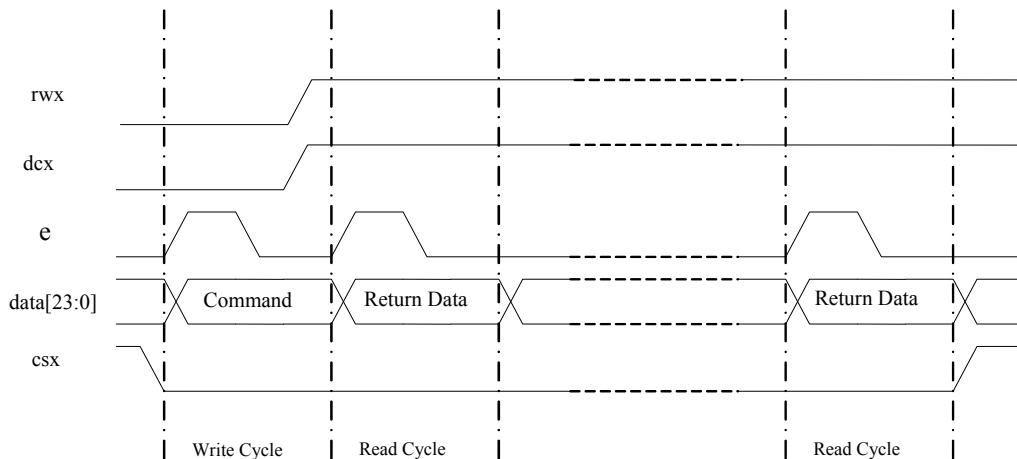 rwx
dcx
e
data[23:0]
Command
Return Data
Return Data
csx
Write Cycle
Read Cycle
Read Cycle